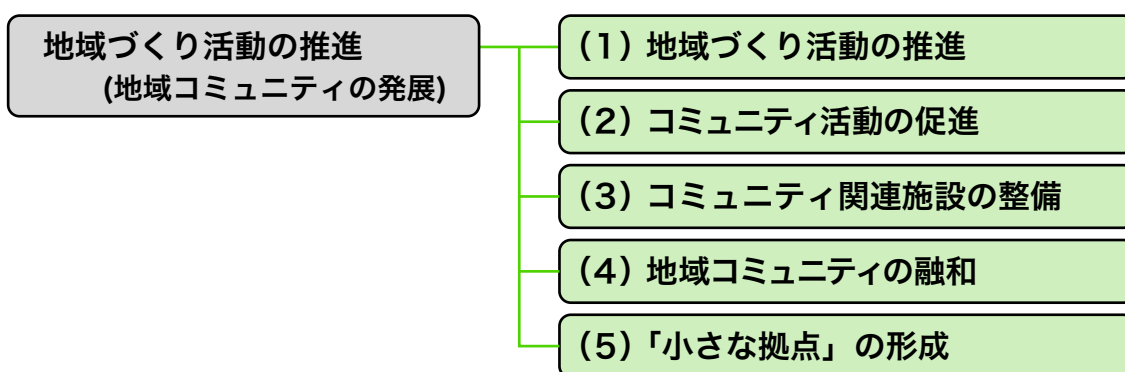 地域づくり活動の推進
(地域コミュニティの発展)
(1)地域づくり活動の推進
(2)コミュニティ活動の促進
(3)コミュニティ関連施設の整備
(4)地域コミュニティの融和
(5)「小さな拠点」の形成